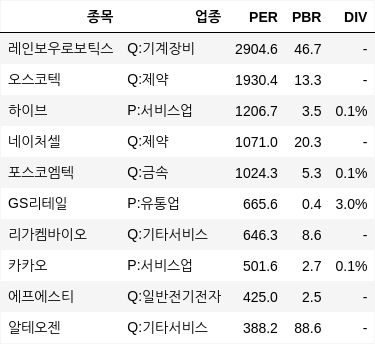 종목 업종 PER PBR DIV
레인보우로보틱스 Q:기계장비 2904.6 46.7 -
오스코텍 Q:제약 1930.4 13.3 -
하이브 P:서비스업 1206.7 3.5 0.1%
네이처셀 Q:제약 1071.0 20.3 -
포스코엠텍 Q:금속 1024.3 5.3 0.1%
GS리테일 P:유통업 665.6 0.4 3.0%
리가켐바이오 Q:기타서비스 646.3 8.6 -
카카오 P:서비스업 501.6 2.7 0.1%
에프에스티 Q:일반전기전자 425.0 2.5 -
알테오젠 Q:기타서비스 388.2 88.6 -